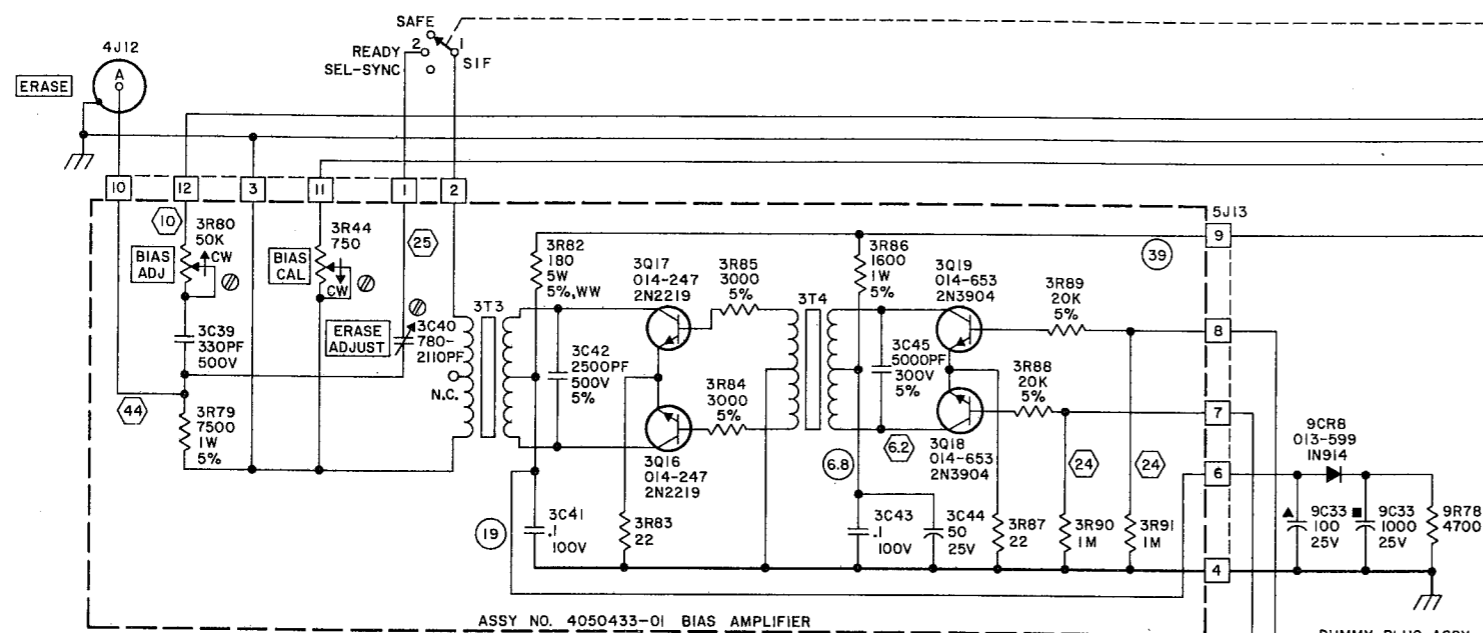 SAFE
4J12
READY 2 1
SEL-SYNC SIF
ERASE
A
10 12 3 11 1 2
5J13
10
3R80
50K
CW
BIAS
ADJ
3R44
750
BIAS
CAL
CW
25
3R82
180
5W
5%,WW
3Q17
014-247
2N2219
3R85
3000
5%
3R86
1600
1W
5%
3Q19
014-653
2N3904
3R89
20K
5%
39
9
3T3
3T4
3C39
330PF
500V
ERASE
ADJUST
3C40
780-
2110PF
N.C.
3C42
2500PF
500V
5%
3R84
3000
5%
3C45
5000PF
300V
5%
3R88
20K
5%
8
7
44
3R79
7500
1W
5%
3Q16
014-247
2N2219
6.8
6.2
3Q18
014-653
2N3904
24
24
9CR8
013-599
1N914
6
19
3C41
.1
100V
3R83
22
3C43
.1
100V
3C44
50
25V
3R87
22
3R90
1M
3R91
1M
9C33
100
25V
9C33
1000
25V
9R78
4700
4
ASSY NO. 4050433-01 BIAS AMPLIFIER
DUMMY PLUG ASSY